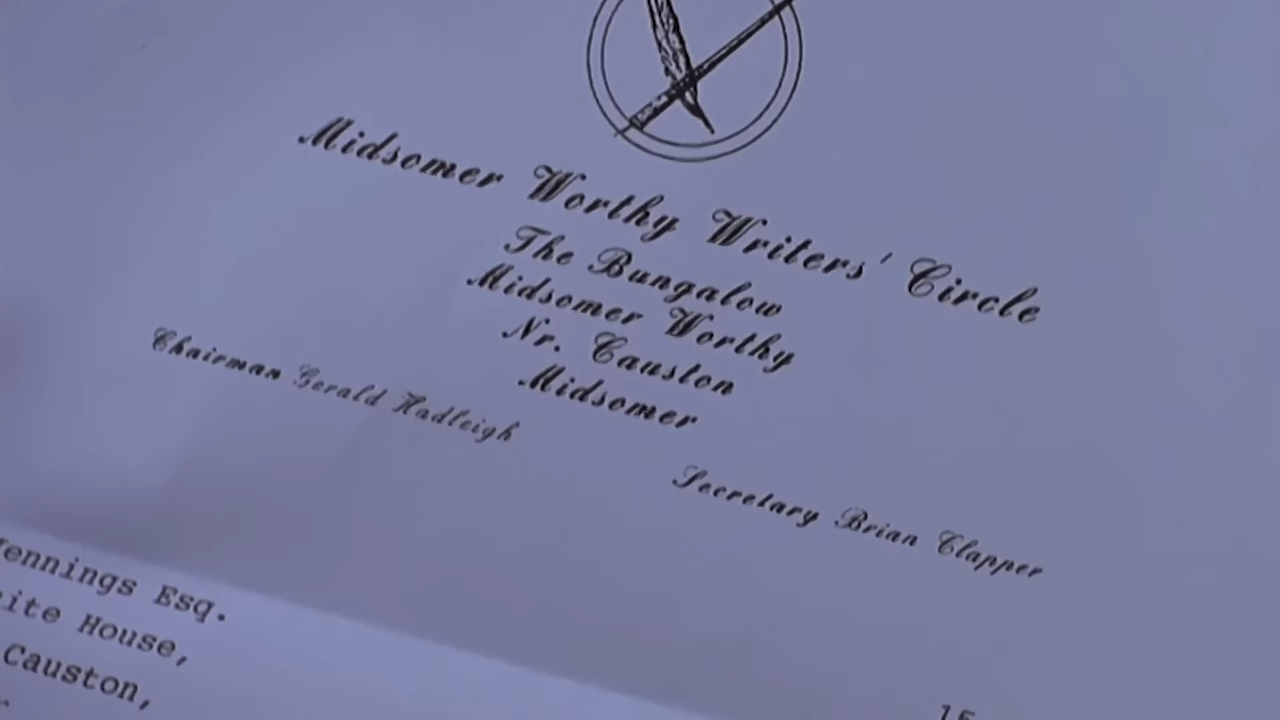 Midsomer Worthy Writers' Circle
The Bungalow
Midsomer Worthy
Nr. Causton
Midsomer
Chairman Gerald Hadleigh
Secretary Brian Clapper
Jennings Esq.
House,
Causton,
15